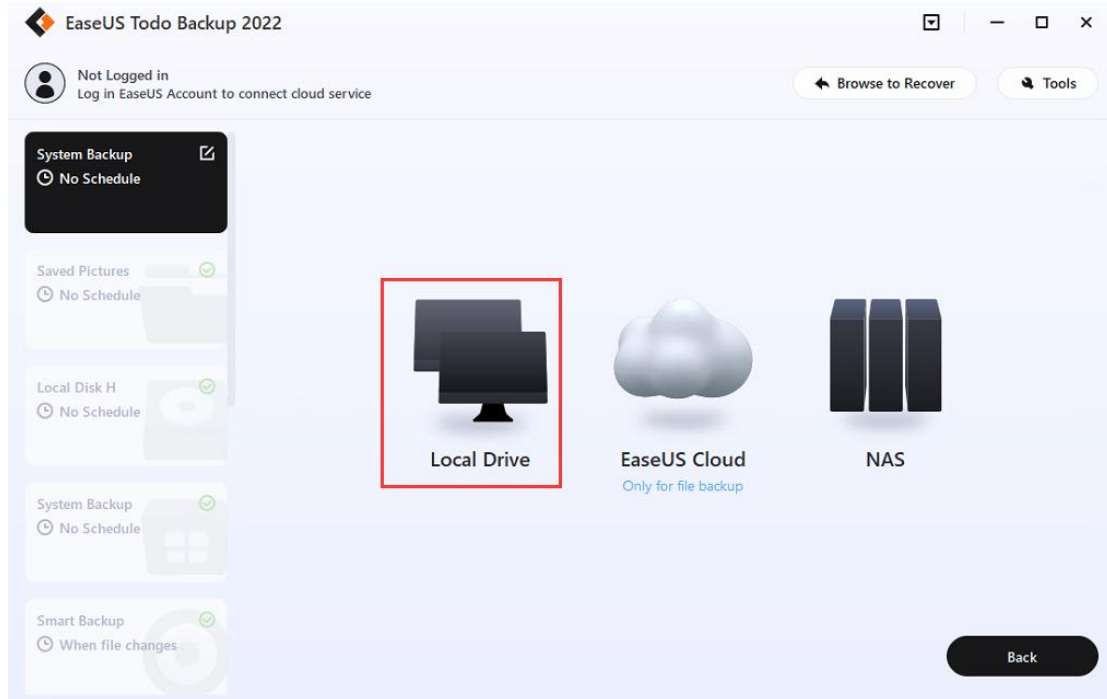 EaseUS Todo Backup 2022
Not Logged in
Log in EaseUS Account to connect cloud service
Browse to Recover
Tools
System Backup
No Schedule
Saved Pictures
No Schedule
Local Disk H
No Schedule
System Backup
No Schedule
Smart Backup
When file changes
Local Drive
EaseUS Cloud
Only for file backup
NAS
Back